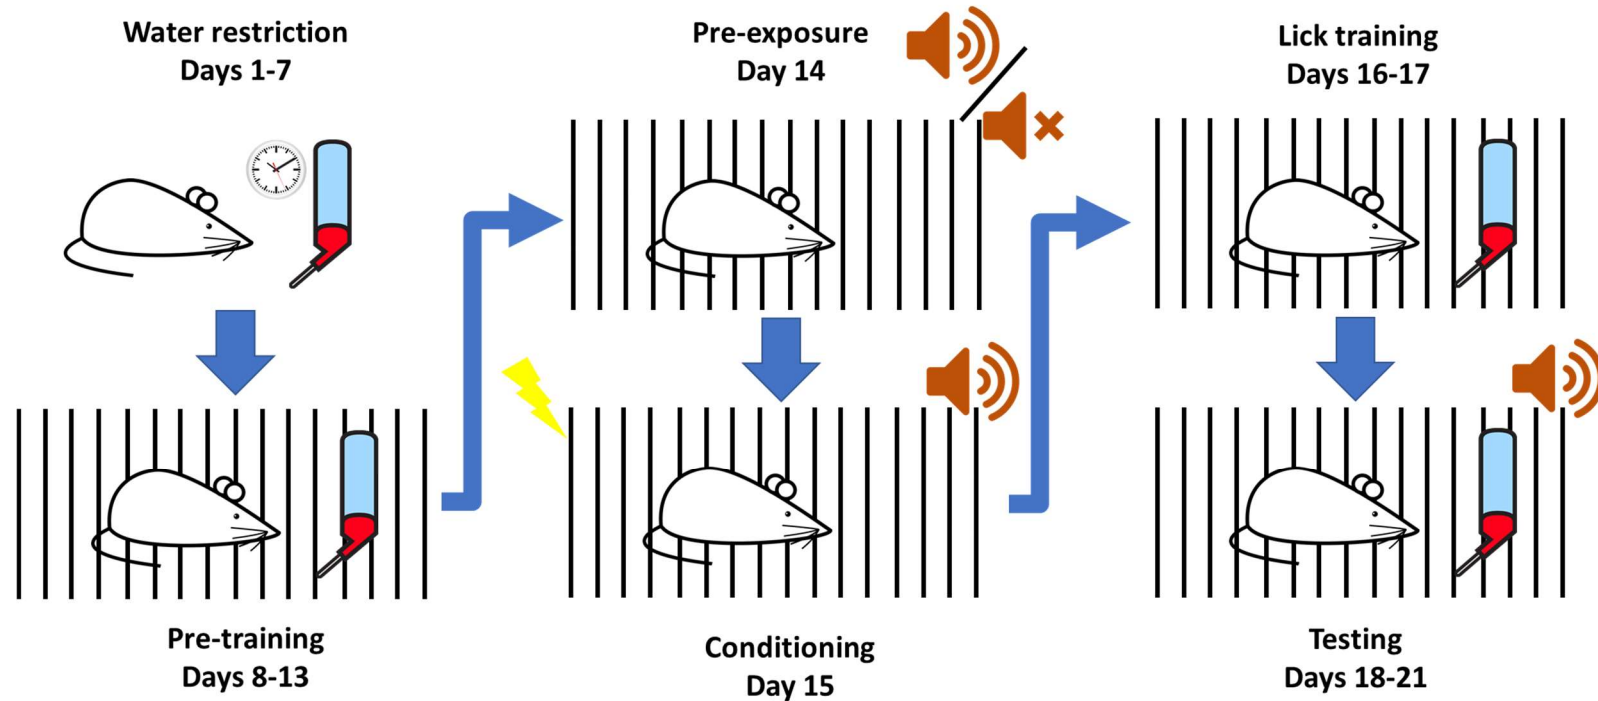 Water restriction
Days 1-7
Pre-training
Days 8-13
Pre-exposure
Day 14
Conditioning
Day 15
Lick training
Days 16-17
Testing
Days 18-21